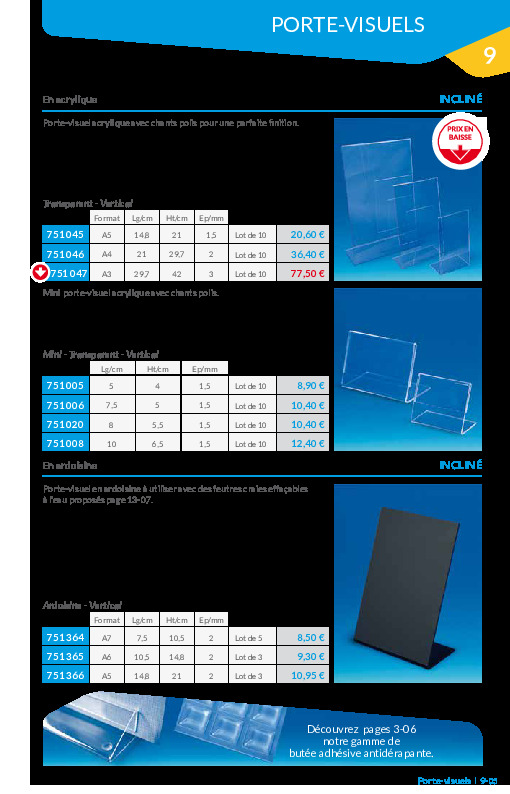 PORTE-VISUELS
9
En acrylique INCLINÉ
Porte-visuel acrylique avec chants polis pour une parfaite finition.
PRIX EN
BAISSE
Transparent - Vertical
Format Lg/cm Ht/cm Ep/mm
751045 A5 14,8 21 1,5 Lot de 10 20,60 €
751046 A4 21 29,7 2 Lot de 10 36,40 €
751047 A3 29,7 42 3 Lot de 10 77,50 €
Mini porte-visuel acrylique avec chants polis.
Mini - Transparent - Vertical
Lg/cm Ht/cm Ep/mm
751005 5 4 1,5 Lot de 10 8,90 €
751006 7,5 5 1,5 Lot de 10 10,40 €
751020 8 5,5 1,5 Lot de 10 10,40 €
751008 10 6,5 1,5 Lot de 10 12,40 €
En ardoisine INCLINÉ
Porte-visuel en ardoisine à utiliser avec des feutres craies effaçables
à l'eau proposés page 13-07.
Ardoisine - Vertical
Format Lg/cm Ht/cm Ep/mm
751364 A7 7,5 10,5 2 Lot de 5 8,50 €
751365 A6 10,5 14,8 2 Lot de 3 9,30 €
751366 A5 14,8 21 2 Lot de 3 10,95 €
Découvrez pages 3-06
notre gamme de
butée adhésive antidérapante.
Porte-visuels | 9-05